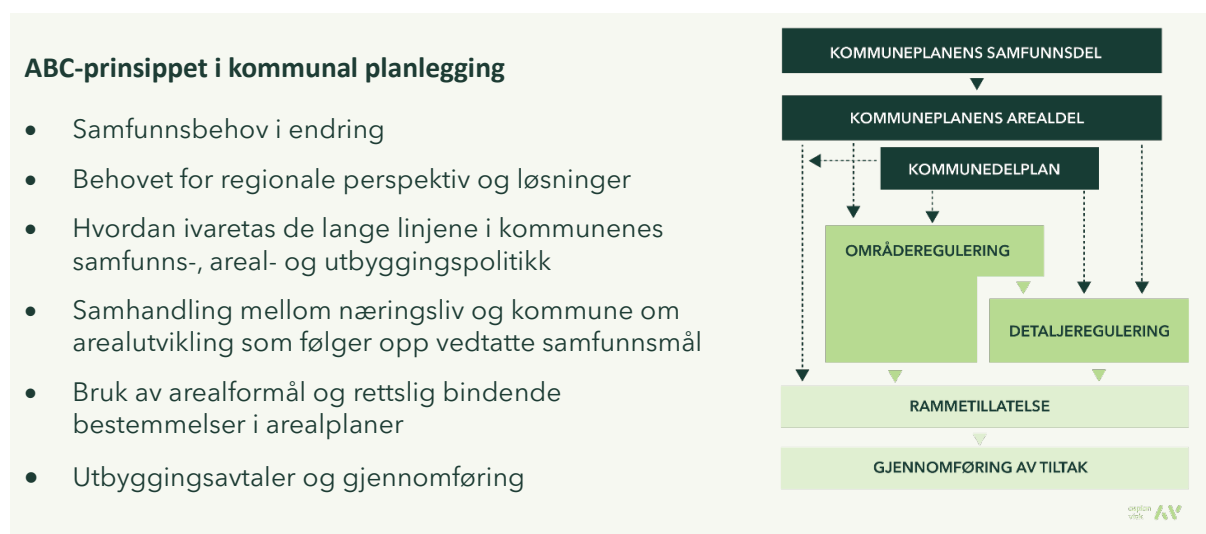 ABC-prinsippet i kommunal planlegging
• Samfunnsbehov i endring
• Behovet for regionale perspektiv og løsninger
• Hvordan ivaretas de lange linjene i kommunenes
samfunns-, areal- og utbyggingspolitikk
• Samhandling mellom næringsliv og kommune om
arealutvikling som følger opp vedtatte samfunnsmål
• Bruk av arealformål og rettslig bindende
bestemmelser i arealplaner
• Utbyggingsavtaler og gjennomføring
KOMMUNEPLANENS SAMFUNNSDEL
KOMMUNEPLANENS AREALDEL
KOMMUNEDELPLAN
OMRÅDEREGULERING
DETALJEREGULERING
RAMMETILLATELSE
GJENNOMFØRING AV TILTAK